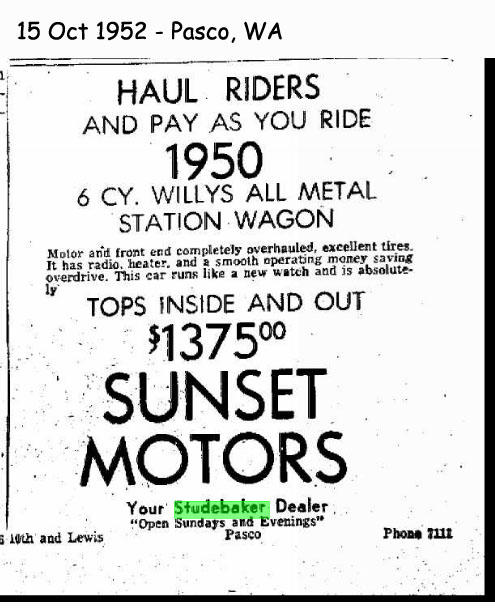 15 Oct 1952 - Pasco, WA
HAUL RIDERS
AND PAY AS YOU RIDE
1950
6 CY. WILLYS ALL METAL
STATION WAGON
Motor and front end completely overhauled, excellent tires.
It has radio, heater, and a smooth operating money saving
overdrive. This car runs like a new watch and is absolute-
ly
TOPS INSIDE AND OUT
$137500
SUNSET
MOTORS
Your Studebaker Dealer
"Open Sundays and Evenings"
10th and Lewis Pasco Phone 7111